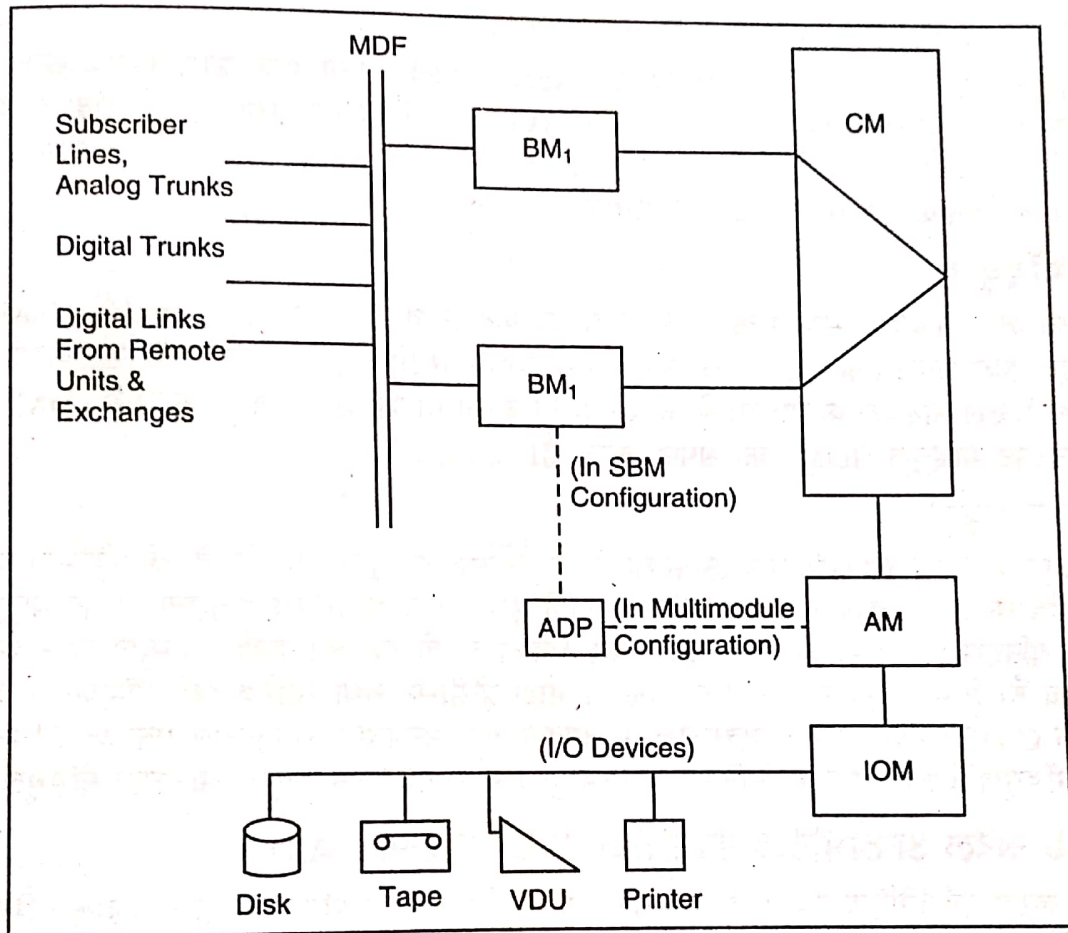 MDF
Subscriber
Lines,
Analog Trunks
Digital Trunks
Digital Links
From Remote
Units &
Exchanges
BM₁
CM
BM₁
(In SBM
Configuration)
ADP
(In Multimodule
Configuration)
AM
(I/O Devices)
IOM
Disk
Tape
VDU
Printer